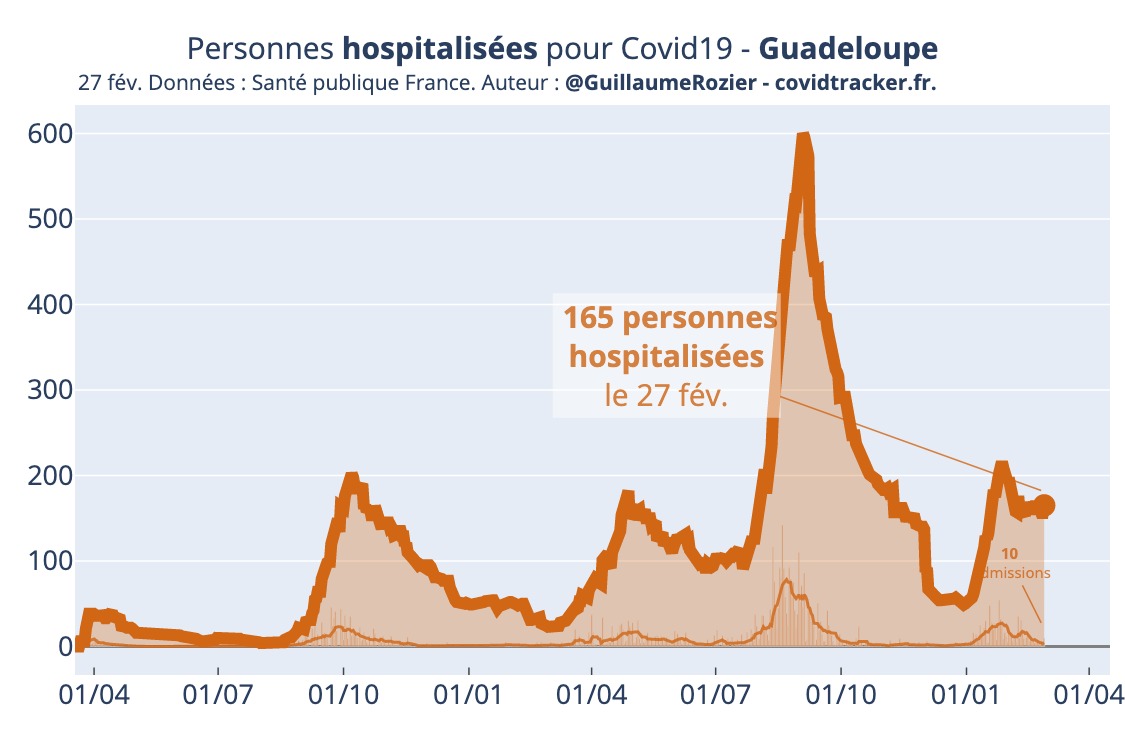 Personnes hospitalisées pour Covid19 - Guadeloupe
27 fév. Données : Santé publique France. Auteur : @GuillaumeRozier - covidtracker.fr.
600
500
400
300
200
100
0
165 personnes
hospitalisées
le 27 fév.
10
dmissions
01/04 01/07 01/10 01/01 01/04 01/07 01/10 01/01 01/04